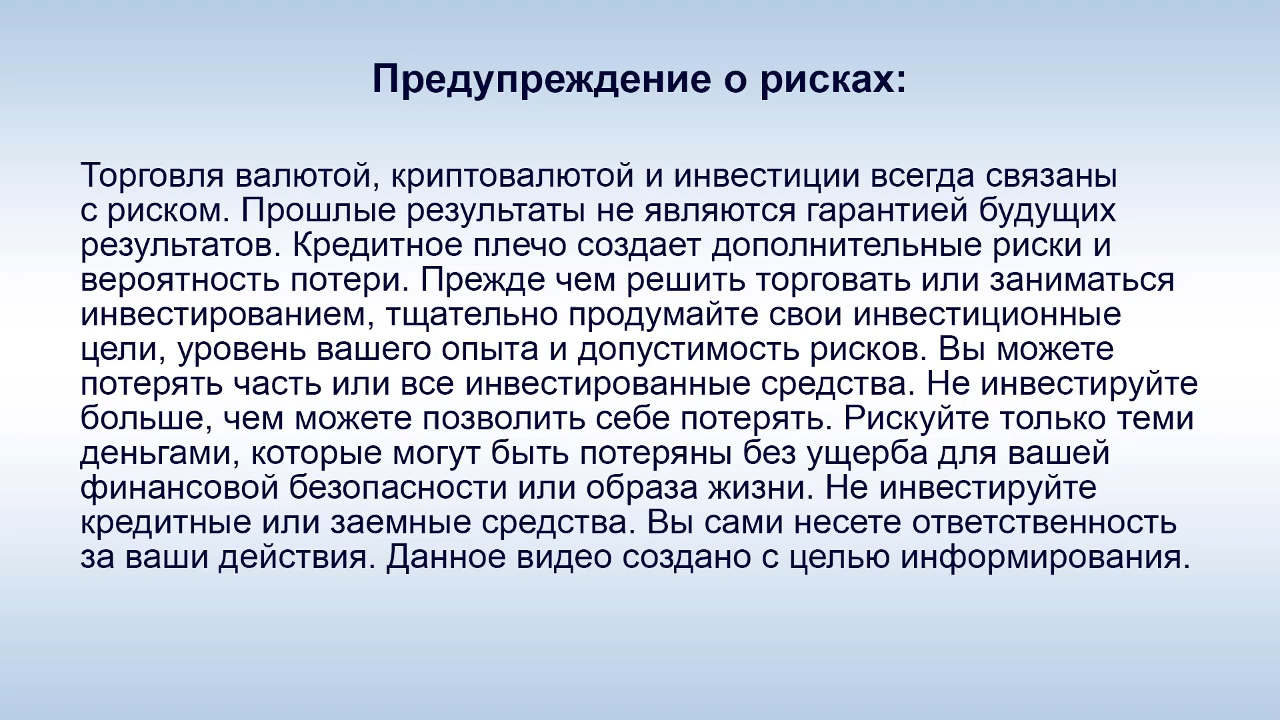 Предупреждение о рисках:
Торговля валютой, криптовалютой и инвестиции всегда связаны
с риском. Прошлые результаты не являются гарантией будущих
результатов. Кредитное плечо создает дополнительные риски и
вероятность потери. Прежде чем решить торговать или заниматься
инвестированием, тщательно продумайте свои инвестиционные
цели, уровень вашего опыта и допустимость рисков. Вы можете
потерять часть или все инвестированные средства. Не инвестируйте
больше, чем можете позволить себе потерять. Рискуйте только теми
деньгами, которые могут быть потеряны без ущерба для вашей
финансовой безопасности или образа жизни. Не инвестируйте
кредитные или заемные средства. Вы сами несете ответственность
за ваши действия. Данное видео создано с целью информирования.